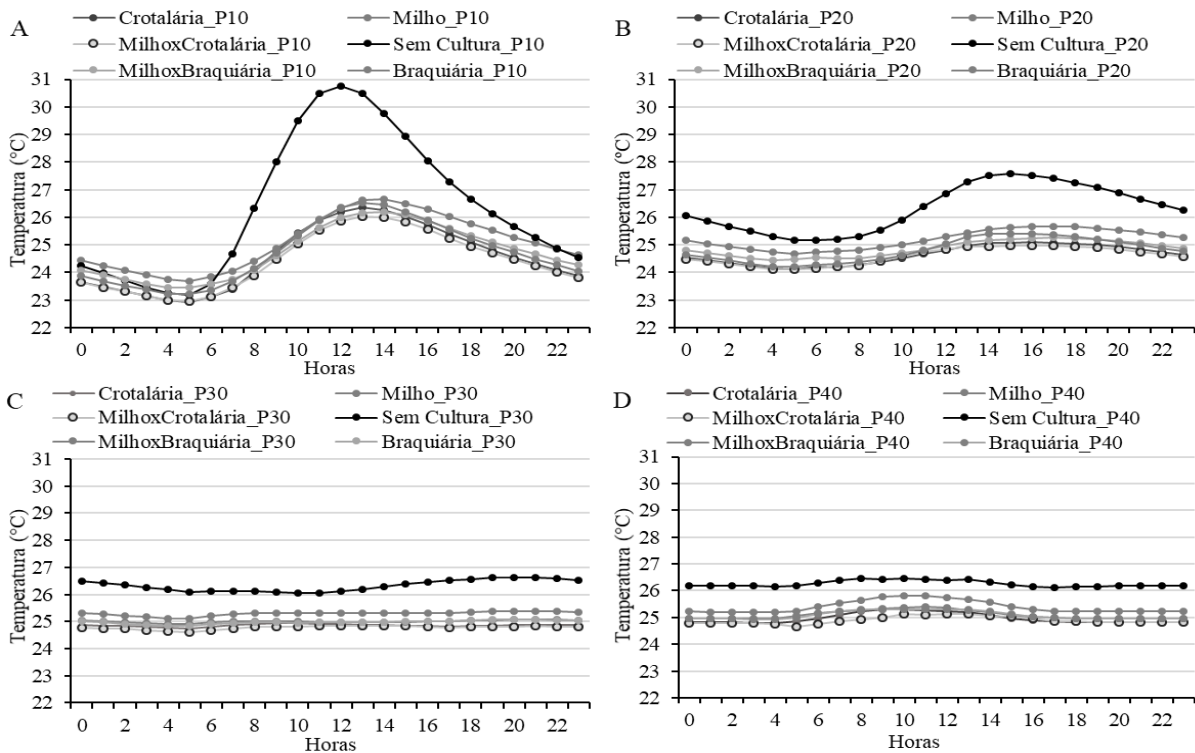 A
Crotalária_P10 Milho_P10
MilhoxCrotalária_P10 Sem Cultura_P10
MilhoxBraquiária_P10 Braquiária_P10
Temperatura (°C)
31
30
29
28
27
26
25
24
23
22
0 2 4 6 8 10 12 14 16 18 20 22
Horas
B
Crotalária_P20 Milho_P20
MilhoxCrotalária_P20 Sem Cultura_P20
MilhoxBraquiária_P20 Braquiária_P20
Temperatura (°C)
31
30
29
28
27
26
25
24
23
22
0 2 4 6 8 10 12 14 16 18 20 22
Horas
C
Crotalária_P30 Milho_P30
MilhoxCrotalária_P30 Sem Cultura_P30
MilhoxBraquiária_P30 Braquiária_P30
Temperatura (°C)
31
30
29
28
27
26
25
24
23
22
0 2 4 6 8 10 12 14 16 18 20 22
Horas
D
Crotalária_P40 Milho_P40
MilhoxCrotalária_P40 Sem Cultura_P40
MilhoxBraquiária_P40 Braquiária_P40
Temperatura (°C)
31
30
29
28
27
26
25
24
23
22
0 2 4 6 8 10 12 14 16 18 20 22
Horas